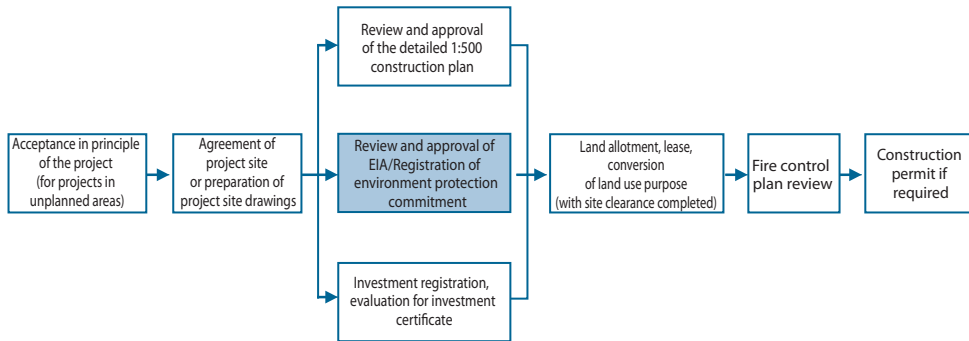 Acceptance in principle
of the project
(for projects in
unplanned areas)
Agreement of
project site
or preparation of
project site drawings
Review and approval
of the detailed 1:500
construction plan
Review and approval of
EIA/Registration of
environment protection
commitment
Investment registration,
evaluation for investment
certificate
Land allotment, lease,
conversion
of land use purpose
(with site clearance completed)
Fire control
plan review
Construction
permit if
required